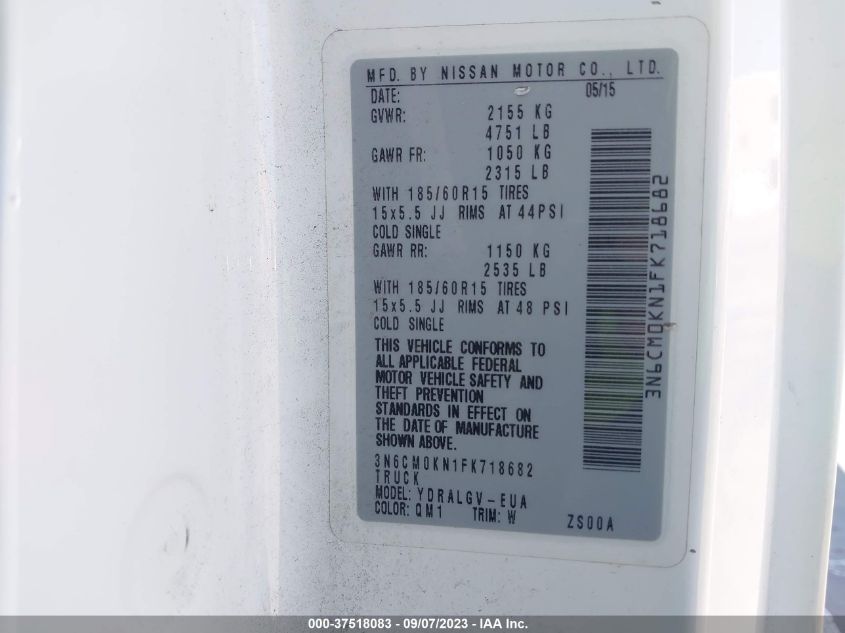 MFD. BY NISSAN MOTOR CO., LTD.
DATE: 05/15
GVWR: 2155 KG
4751 LB
GAWR FR: 1050 KG
2315 LB
WITH 185/60R15 TIRES
15x5.5 JJ RIMS AT 44PSI
COLD SINGLE
GAWR RR: 1150 KG
2535 LB
WITH 185/60R15 TIRES
15x5.5 JJ RIMS AT 48 PSI
COLD SINGLE
THIS VEHICLE CONFORMS TO
ALL APPLICABLE FEDERAL
MOTOR VEHICLE SAFETY AND
THEFT PREVENTION
STANDARDS IN EFFECT ON
THE DATE OF MANUFACTURE
SHOWN ABOVE.
3N6CM0KN1FK718682
TRUCK
MODEL: YDRALGV-EUA
COLOR: QM1 TRIM: W ZS00A
3N6CM0KN1FK718682
000-37518083 - 09/07/2023 - IAA Inc.